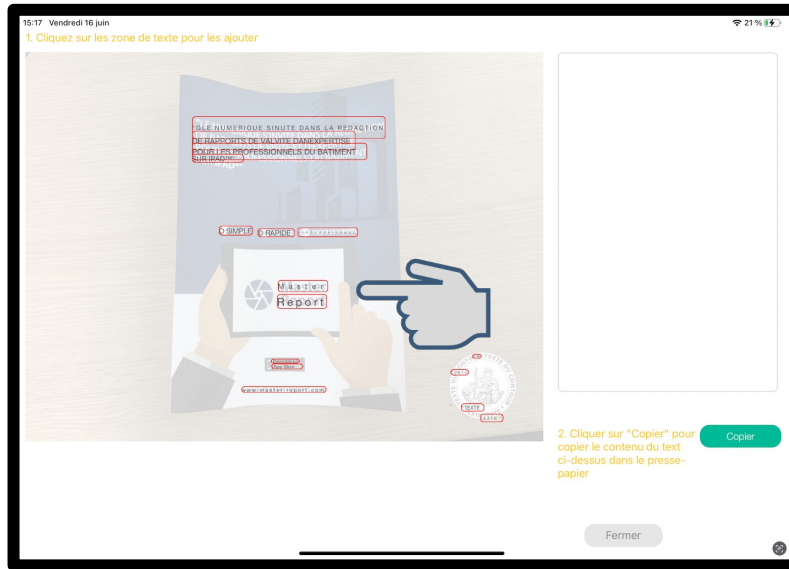 15:17 Vendredi 16 juin
21 %
1. Cliquez sur les zone de texte pour les ajouter
GLE NUMERIQUE SINUTE DANS LA REDACTION
DE RAPPORTS DE VALVITE DANEXPERTISE
POUR LES PROFESSIONNELS DU BATIMENT
SUR IPAD
O SIMPLE
O RAPIDE
Master
Report
App Store
www.master-report.com
TEXTE
2. Cliquer sur "Copier" pour
copier le contenu du text
ci-dessus dans le presse-
papier
Copier
Fermer